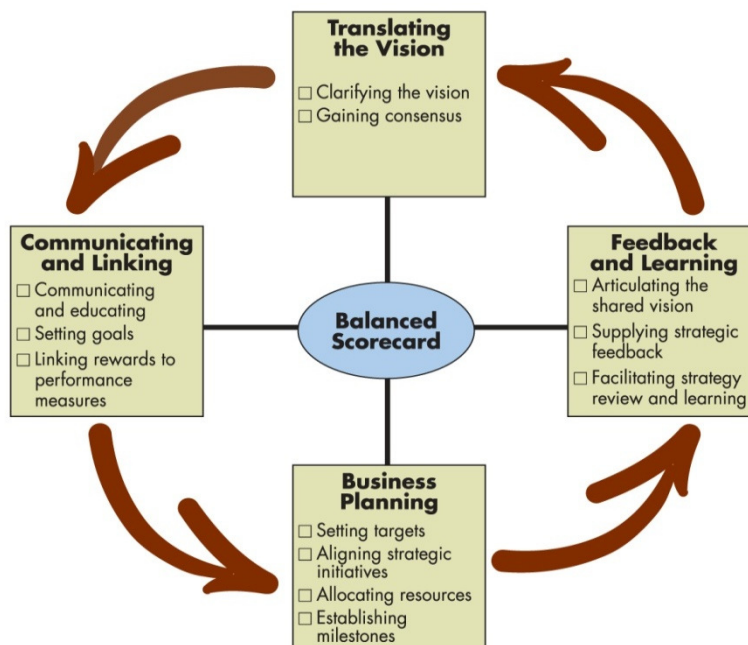 Translating
the Vision
□ Clarifying the vision
□ Gaining consensus
Communicating
and Linking
□ Communicating
and educating
□ Setting goals
□ Linking rewards to
performance
measures
Balanced
Scorecard
Feedback
and Learning
□ Articulating the
shared vision
□ Supplying strategic
feedback
□ Facilitating strategy
review and learning
Business
Planning
□ Setting targets
□ Aligning strategic
initiatives
□ Allocating resources
□ Establishing
milestones